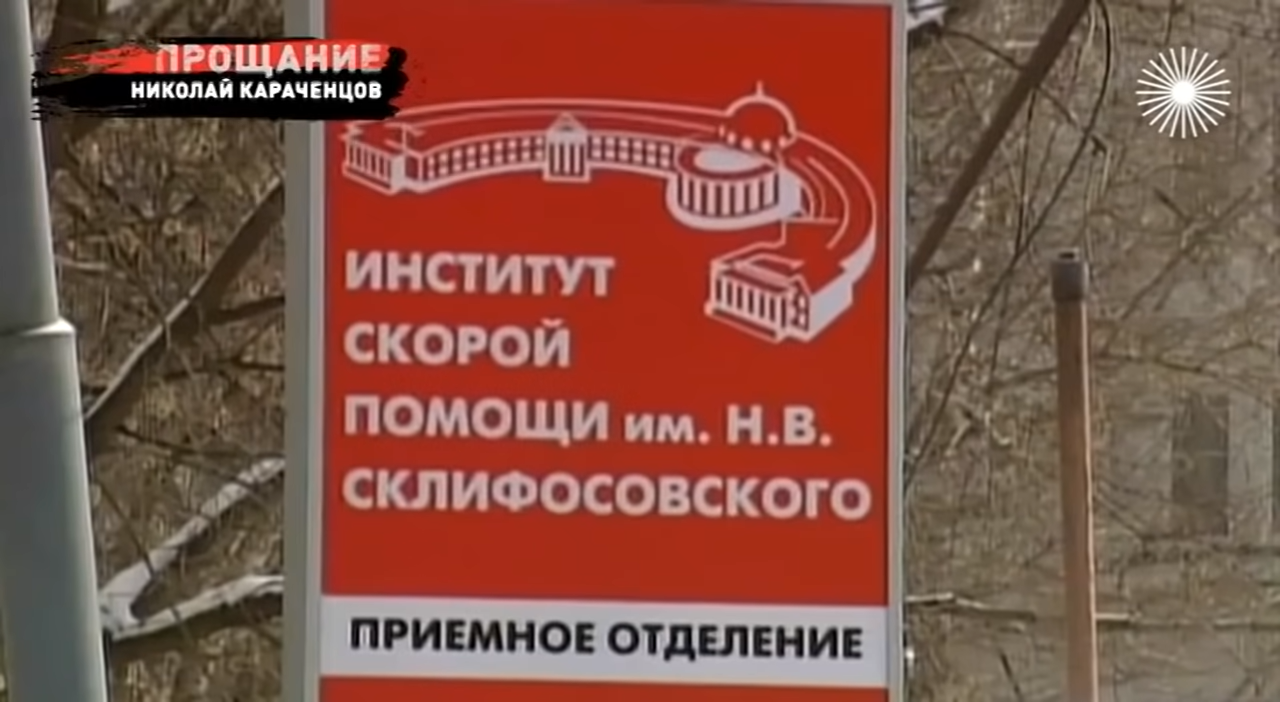 ПРОЩАНИЕ
НИКОЛАЙ КАРАЧЕНЦОВ
ИНСТИТУТ
СКОРОЙ
ПОМОЩИ им. Н.В.
СКЛИФОСОВСКОГО
ПРИЕМНОЕ ОТДЕЛЕНИЕ